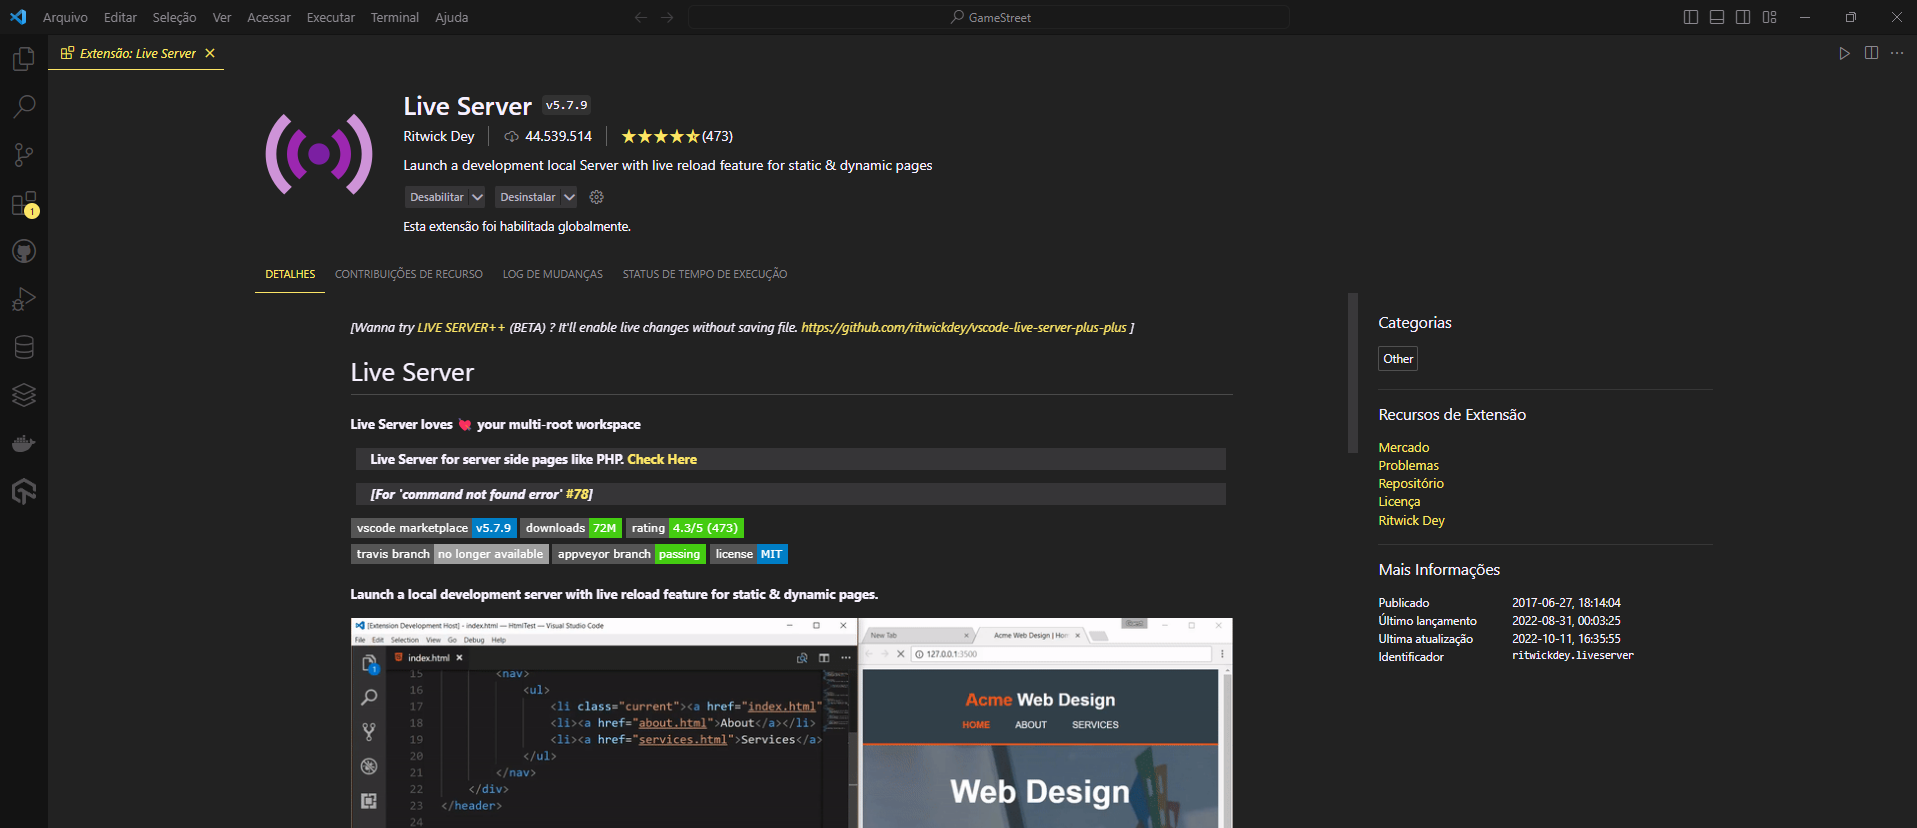 Arquivo Editar Seleção Ver Acessar Executar Terminal Ajuda
GameStreet
Extensão: Live Server
1
Live Server v5.7.9
Ritwick Dey 44.539.514 (473)
Launch a development local Server with live reload feature for static & dynamic pages
Desabilitar Desinstalar
Esta extensão foi habilitada globalmente.
DETALHES CONTRIBUIÇÕES DE RECURSO LOG DE MUDANÇAS STATUS DE TEMPO DE EXECUÇÃO
[Wanna try LIVE SERVER++ (BETA) ? It'll enable live changes without saving file. https://github.com/ritwickdey/vscode-live-server-plus-plus ]
Live Server
Live Server loves 💘 your multi-root workspace
Live Server for server side pages like PHP. Check Here
[For 'command not found error' #78]
vscode marketplace v5.7.9 downloads 72M rating 4.3/5 (473)
travis branch no longer available appveyor branch passing license MIT
Launch a local development server with live reload feature for static & dynamic pages.
[Extension Development Host] - index.html — HtmlTest — Visual Studio Code
File Edit Selection View Go Debug Help
index.html
1
15 <nav>
16 <ul>
17 <li class="current"><a href="index.html"
18 <li><a href="about.html">About</a></li>
19 <li><a href="services.html">Services</a>
20 </ul>
21 </nav>
22 </div>
23 </header>
24
New Tab Acme Web Design | Ho
127.0.0.1:3500
Acme Web Design
HOME ABOUT SERVICES
Web Design
Categorias
Other
Recursos de Extensão
Mercado
Problemas
Repositório
Licença
Ritwick Dey
Mais Informações
Publicado 2017-06-27, 18:14:04
Último lançamento 2022-08-31, 00:03:25
Ultima atualização 2022-10-11, 16:35:55
Identificador ritwickdey.liveserver